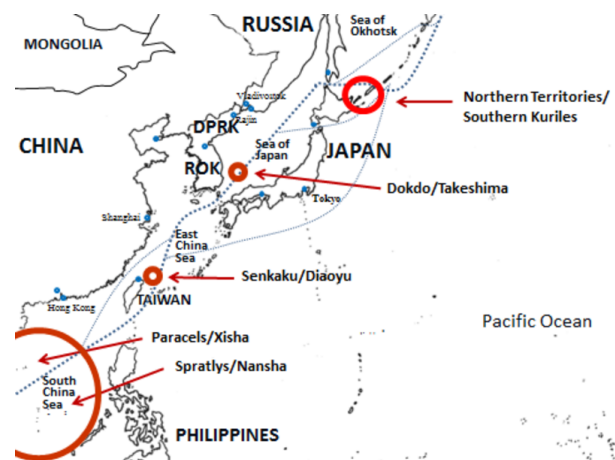 RUSSIA
Sea of
Okhotsk
MONGOLIA
Vladivostok
Rajin
Northern Territories/
Southern Kuriles
DPRK
CHINA
Sea of
Japan
JAPAN
ROK
Dokdo/Takeshima
Tokyo
Shanghai
East
China
Sea
Senkaku/Diaoyu
TAIWAN
Hong Kong
Pacific Ocean
Paracels/Xisha
Spratlys/Nansha
South
China
Sea
PHILIPPINES